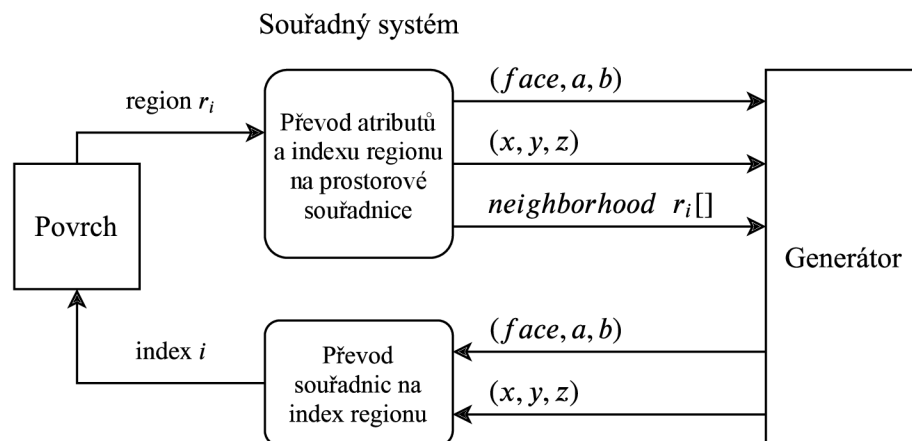 Souřadný systém
region r_i
Převod atributů
a indexu regionu
na prostorové
souřadnice
(face, a, b)
(x, y, z)
neighborhood r_i[]
Povrch
Generátor
index i
Převod
souřadnic na
index regionu
(face, a, b)
(x, y, z)